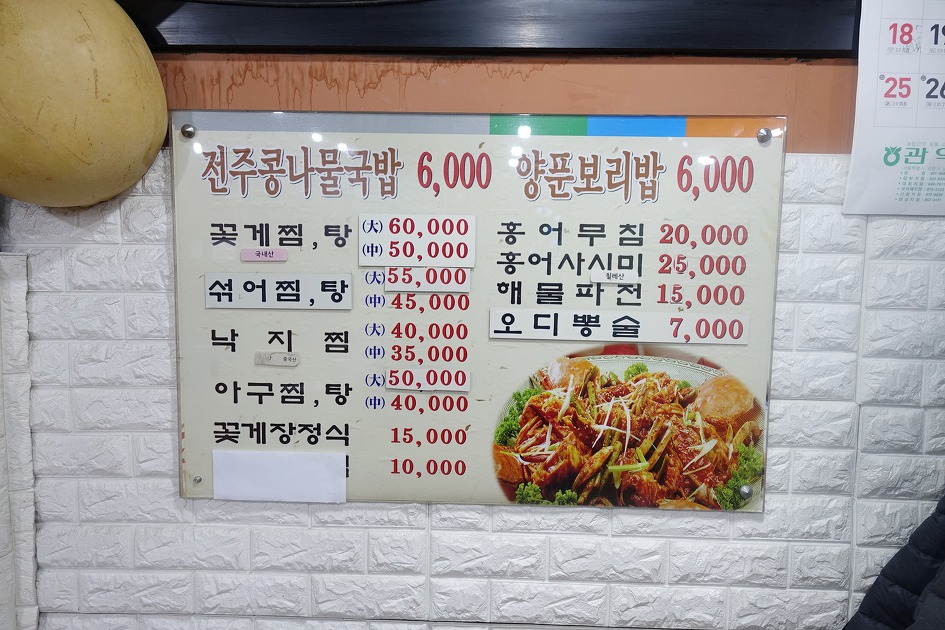 전주콩나물국밥 6,000
양푼보리밥 6,000
꽃게찜,탕 (大) 60,000
국내산 (中) 50,000
섞어찜,탕 (大) 55,000
(中) 45,000
낙지찜 (大) 40,000
중국산 (中) 35,000
아구찜,탕 (大) 50,000
(中) 40,000
꽃게장정식 15,000
10,000
홍어무침 20,000
홍어사시미 25,000
칠레산
해물파전 15,000
오디뽕술 7,000
18 19
25 26
관악